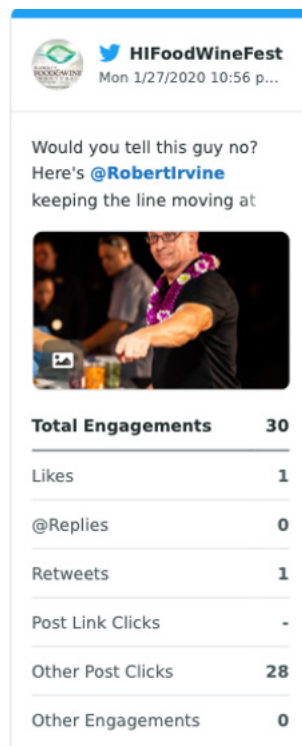 HIFoodWineFest
Mon 1/27/2020 10:56 p...
Would you tell this guy no?
Here's @RobertIrvine
keeping the line moving at
Total Engagements 30
Likes 1
@Replies 0
Retweets 1
Post Link Clicks -
Other Post Clicks 28
Other Engagements 0